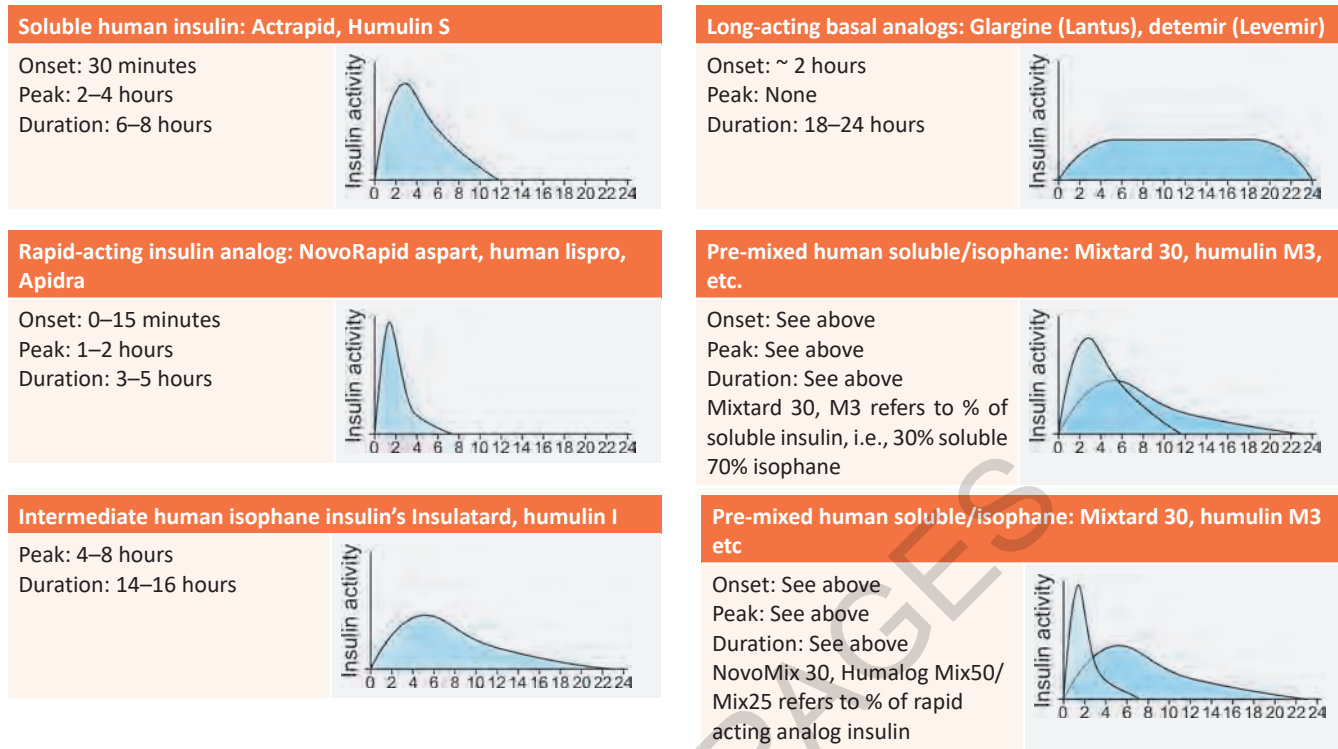 Soluble human insulin: Actrapid, Humulin S
Onset: 30 minutes
Peak: 2–4 hours
Duration: 6–8 hours
Insulin activity
0 2 4 6 8 10 12 14 16 18 20 22 24
Rapid-acting insulin analog: NovoRapid aspart, human lispro,
Apidra
Onset: 0–15 minutes
Peak: 1–2 hours
Duration: 3–5 hours
Insulin activity
0 2 4 6 8 10 12 14 16 18 20 22 24
Intermediate human isophane insulin’s Insulatard, humulin I
Peak: 4–8 hours
Duration: 14–16 hours
Insulin activity
0 2 4 6 8 10 12 14 16 18 20 22 24
Long-acting basal analogs: Glargine (Lantus), detemir (Levemir)
Onset: ~ 2 hours
Peak: None
Duration: 18–24 hours
Insulin activity
0 2 4 6 8 10 12 14 16 18 20 22 24
Pre-mixed human soluble/isophane: Mixtard 30, humulin M3,
etc.
Onset: See above
Peak: See above
Duration: See above
Mixtard 30, M3 refers to % of
soluble insulin, i.e., 30% soluble
70% isophane
Insulin activity
0 2 4 6 8 10 12 14 16 18 20 22 24
Pre-mixed human soluble/isophane: Mixtard 30, humulin M3
etc
Onset: See above
Peak: See above
Duration: See above
NovoMix 30, Humalog Mix50/
Mix25 refers to % of rapid
acting analog insulin
Insulin activity
0 2 4 6 8 10 12 14 16 18 20 22 24
PAGES